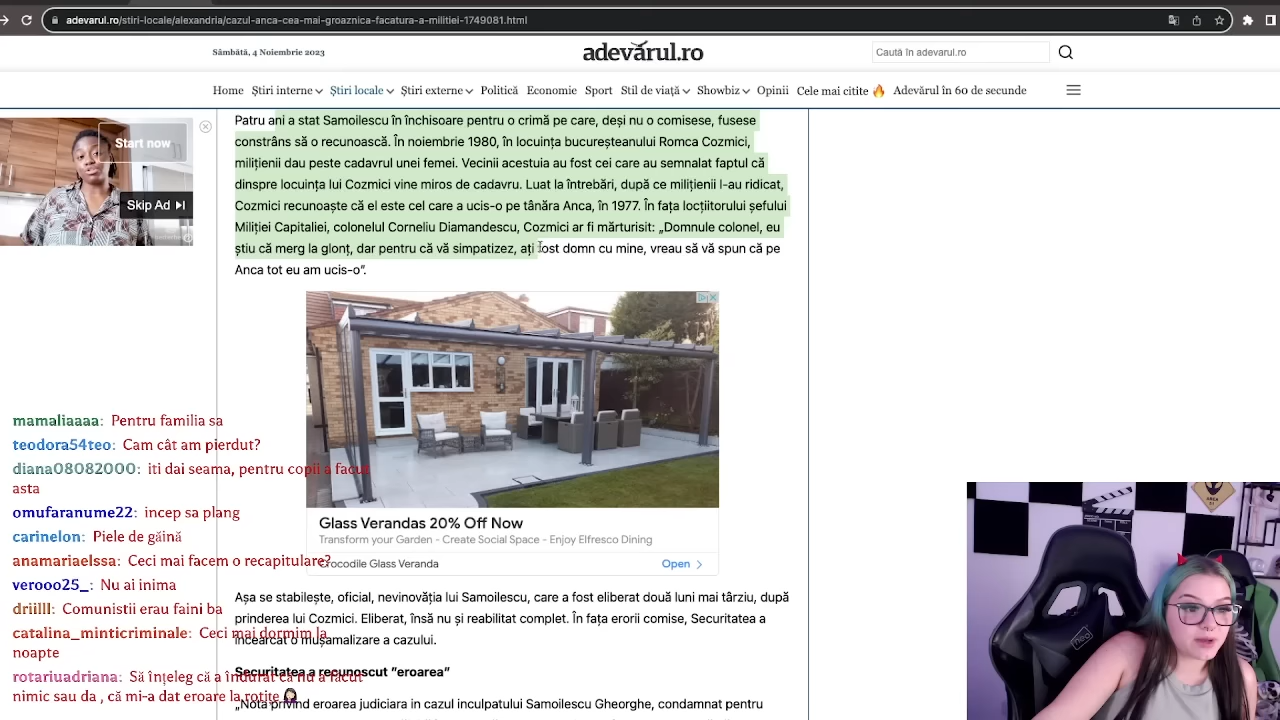 adevarul.ro/stiri-locale/alexandria/cazul-anca-groaznica-eroare-judiciara-facuta-a-militiei-1749081.html
Sâmbătă, 4 Noiembrie 2023
adevărul.ro
Caută în adevarul.ro
Home Știri interne Știri locale Știri externe Politică Economie Sport Stil de viață Showbiz Opinii Cele mai citite 🔥 Adevărul în 60 de secunde
Patru ani a stat Samoilescu în închisoare pentru o crimă pe care, deși nu o comisese, fusese
constrâns să o recunoască. În noiembrie 1980, în locuința bucureșteanului Romca Cozmici,
milițienii dau peste cadavrul unei femei. Vecinii acestuia au fost cei care au semnalat faptul că
dinspre locuința lui Cozmici vine miros de cadavru. Luat la întrebări, după ce milițienii l-au ridicat,
Cozmici recunoaște că el este cel care a ucis-o pe tânăra Anca, în 1977. În fața locțiitorului șefului
Miliției Capitaliei, colonelul Corneliu Diamandescu, Cozmici ar fi mărturisit: „Domnule colonel, eu
știu că merg la glonț, dar pentru că vă simpatizez, ați fost domn cu mine, vreau să vă spun că pe
Anca tot eu am ucis-o”.
Start now
Skip Ad
Glass Verandas 20% Off Now
Transform your Garden - Create Social Space - Enjoy Elfresco Dining
Crocodile Glass Veranda
Open
Așa se stabilește, oficial, nevinovăția lui Samoilescu, care a fost eliberat două luni mai târziu, după
prinderea lui Cozmici. Eliberat, însă nu și reabilitat complet. În fața erorii comise, Securitatea a
încercat o mușamalizare a cazului.
Securitatea a recunoscut ”eroarea”
„Nota privind eroarea judiciara in cazul inculpatului Samoilescu Gheorghe, condamnat pentru
mamaliaaaa: Pentru familia sa
teodora54teo: Cam cât am pierdut?
diana08082000: iti dai seama, pentru copii a facut
asta
omufaranume22: incep sa plang
carinelon: Piele de găină
anamariaelssa: Ceci mai facem o recapitulare?
verooo25_: Nu ai inima
driilll: Comunistii erau faini ba
catalina_minticriminale: Ceci mai dormim la
noapte
rotariuadriana: Să înțeleg că a îndurat că nu a făcut
nimic sau da , că mi-a dat eroare la rotițe
neo